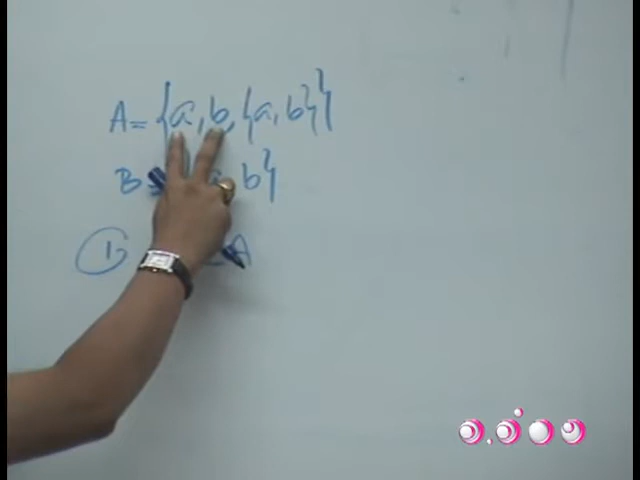 A = {a, b, {a, b}}
B a, b}
① A